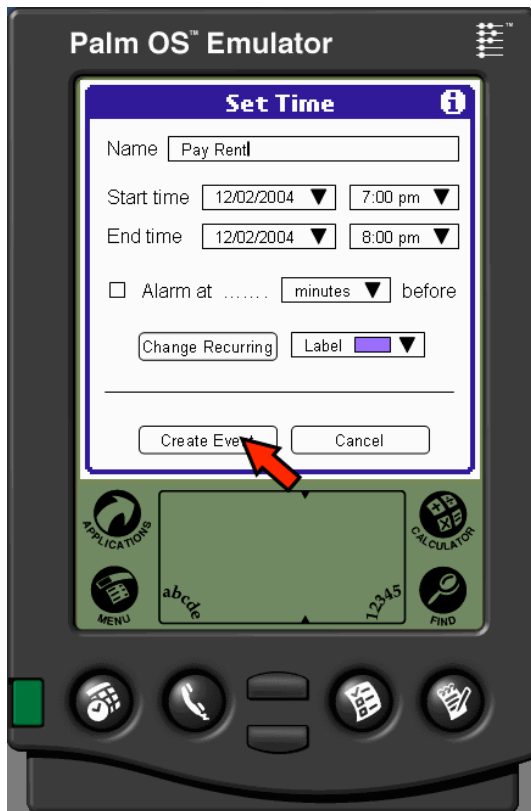 Palm OS™ Emulator
™
Set Time
Name Pay Rent
Start time 12/02/2004 7:00 pm
End time 12/02/2004 8:00 pm
Alarm at ....... minutes before
Change Recurring Label
Create Cancel
APPLICATIONS
CALCULATOR
MENU
abcde
12345
FIND